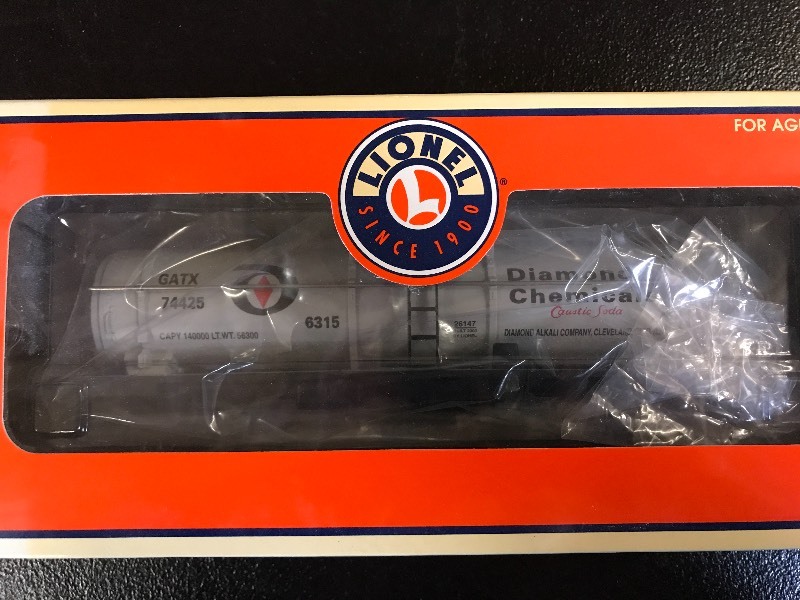 FOR AG
LIONEL
L
SINCE 1900
®
GATX
74425
CAPY 140000 LT.WT. 56300
6315
26147
Diamond
Chemicals
Caustic Soda
DIAMOND ALKALI COMPANY, CLEVELAND